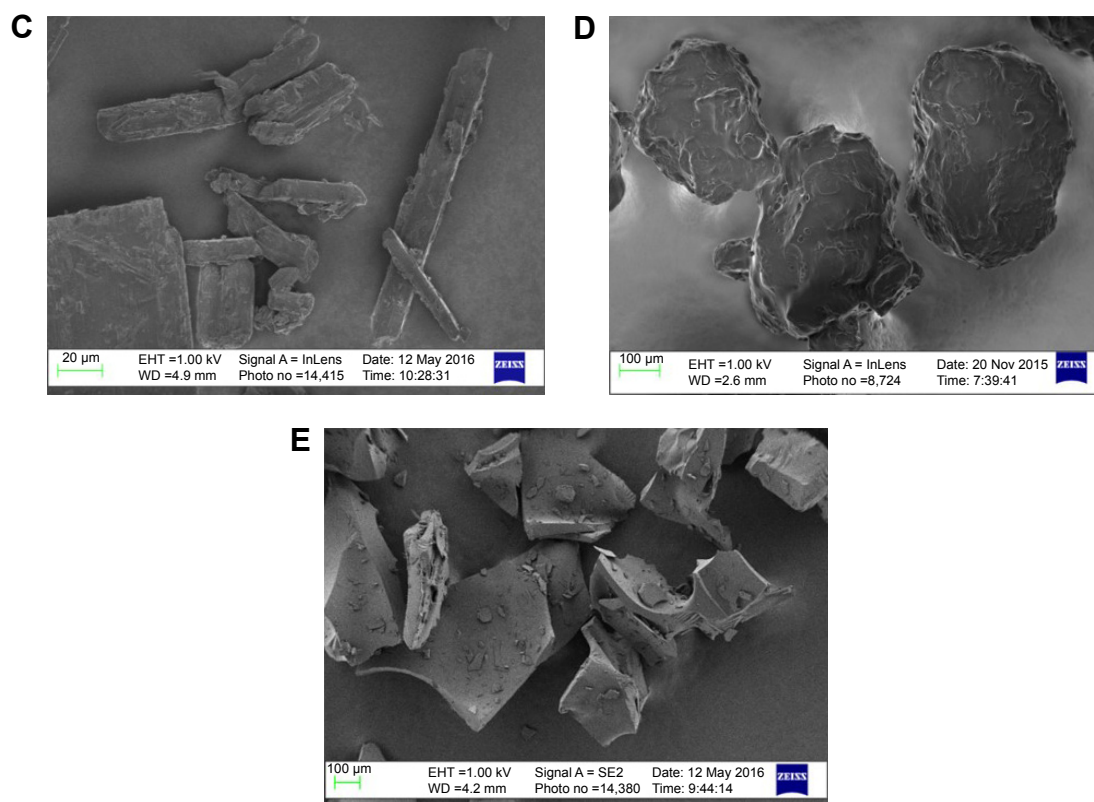 C
D
20 μm
EHT =1.00 kV Signal A = InLens Date: 12 May 2016
WD =4.9 mm Photo no =14,415 Time: 10:28:31
ZEISS
100 μm
EHT =1.00 kV Signal A = InLens Date: 20 Nov 2015
WD =2.6 mm Photo no =8,724 Time: 7:39:41
ZEISS
E
100 μm
EHT =1.00 kV Signal A = SE2 Date: 12 May 2016
WD =4.2 mm Photo no =14,380 Time: 9:44:14
ZEISS